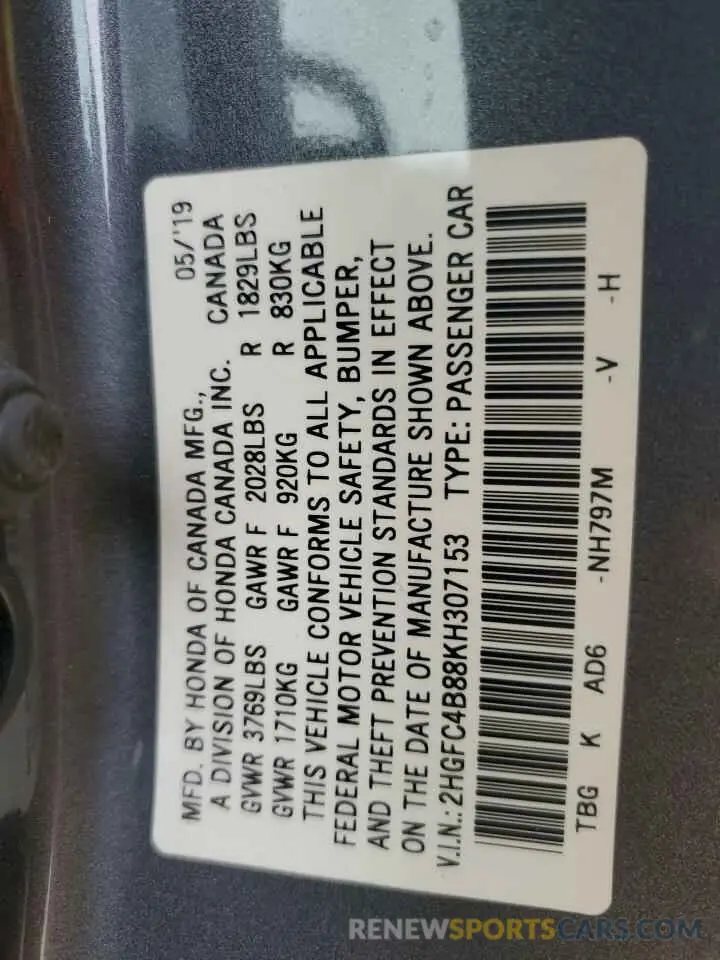 MFD. BY HONDA OF CANADA MFG., 05/'19
A DIVISION OF HONDA CANADA INC. CANADA
GVWR 3769LBS GAWR F 2028LBS R 1829LBS
GVWR 1710KG GAWR F 920KG R 830KG
THIS VEHICLE CONFORMS TO ALL APPLICABLE
FEDERAL MOTOR VEHICLE SAFETY, BUMPER,
AND THEFT PREVENTION STANDARDS IN EFFECT
ON THE DATE OF MANUFACTURE SHOWN ABOVE.
V.I.N.: 2HGFC4B88KH307153 TYPE: PASSENGER CAR
TBG K AD6 -NH797M -V -H
RENEWSPORTSCARS.COM